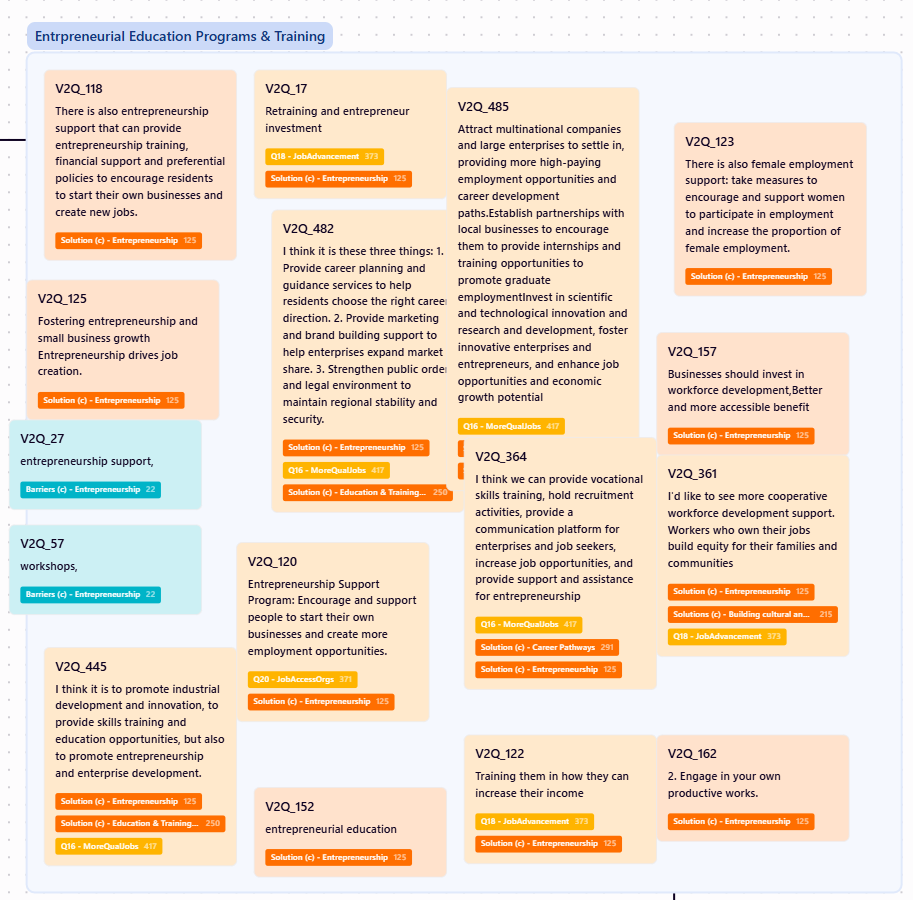 Entrpreneurial Education Programs & Training
V2Q_118
There is also entrepreneurship
support that can provide
entrepreneurship training,
financial support and preferential
policies to encourage residents
to start their own businesses and
create new jobs.
Solution (c) - Entrepreneurship 125
V2Q_17
Retraining and entrepreneur
investment
Q18 - JobAdvancement 373
Solution (c) - Entrepreneurship 125
V2Q_485
Attract multinational companies
and large enterprises to settle in,
providing more high-paying
employment opportunities and
career development
paths.Establish partnerships with
local businesses to encourage
them to provide internships and
training opportunities to
promote graduate
employmentInvest in scientific
and technological innovation and
research and development, foster
innovative enterprises and
entrepreneurs, and enhance job
opportunities and economic
growth potential
Q16 - MoreQualJobs 417
V2Q_123
There is also female employment
support: take measures to
encourage and support women
to participate in employment
and increase the proportion of
female employment.
Solution (c) - Entrepreneurship 125
V2Q_482
I think it is these three things: 1.
Provide career planning and
guidance services to help
residents choose the right career
direction. 2. Provide marketing
and brand building support to
help enterprises expand market
share. 3. Strengthen public order
and legal environment to
maintain regional stability and
security.
Solution (c) - Entrepreneurship 125
Q16 - MoreQualJobs 417
Solution (c) - Education & Training... 250
V2Q_125
Fostering entrepreneurship and
small business growth
Entrepreneurship drives job
creation.
Solution (c) - Entrepreneurship 125
V2Q_157
Businesses should invest in
workforce development,Better
and more accessible benefit
Solution (c) - Entrepreneurship 125
V2Q_27
entrepreneurship support,
Barriers (c) - Entrepreneurship 22
V2Q_364
I think we can provide vocational
skills training, hold recruitment
activities, provide a
communication platform for
enterprises and job seekers,
increase job opportunities, and
provide support and assistance
for entrepreneurship
Q16 - MoreQualJobs 417
Solution (c) - Career Pathways 291
Solution (c) - Entrepreneurship 125
V2Q_361
I'd like to see more cooperative
workforce development support.
Workers who own their jobs
build equity for their families and
communities
Solution (c) - Entrepreneurship 125
Solutions (c) - Building cultural an... 215
Q18 - JobAdvancement 373
V2Q_57
workshops,
Barriers (c) - Entrepreneurship 22
V2Q_120
Entrepreneurship Support
Program: Encourage and support
people to start their own
businesses and create more
employment opportunities.
Q20 - JobAccessOrgs 371
Solution (c) - Entrepreneurship 125
V2Q_445
I think it is to promote industrial
development and innovation, to
provide skills training and
education opportunities, but also
to promote entrepreneurship
and enterprise development.
Solution (c) - Entrepreneurship 125
Solution (c) - Education & Training... 250
Q16 - MoreQualJobs 417
V2Q_152
entrepreneurial education
Solution (c) - Entrepreneurship 125
V2Q_122
Training them in how they can
increase their income
Q18 - JobAdvancement 373
Solution (c) - Entrepreneurship 125
V2Q_162
2. Engage in your own
productive works.
Solution (c) - Entrepreneurship 125